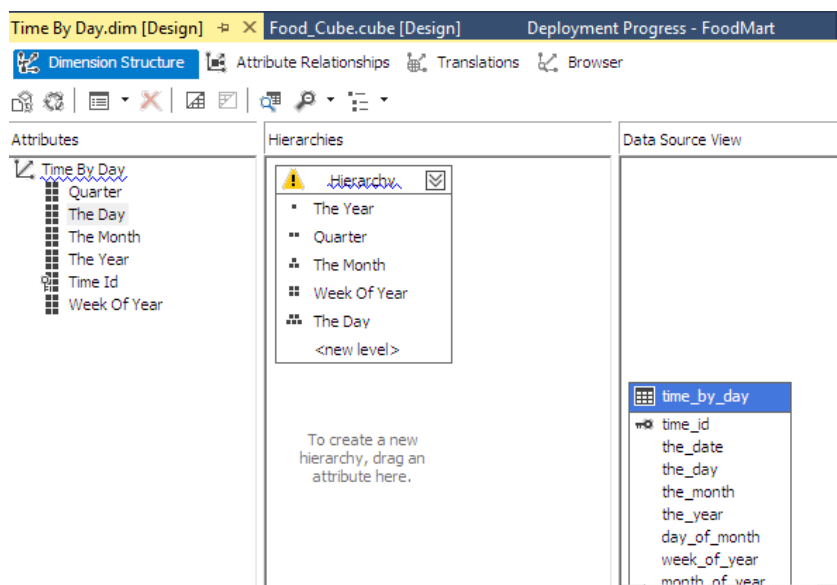 Time By Day.dim [Design] Food_Cube.cube [Design] Deployment Progress - FoodMart
Dimension Structure Attribute Relationships Translations Browser
Attributes
Time By Day
Quarter
The Day
The Month
The Year
Time Id
Week Of Year
Hierarchies
Hierarchy
The Year
Quarter
The Month
Week Of Year
The Day
<new level>
To create a new
hierarchy, drag an
attribute here.
Data Source View
time_by_day
time_id
the_date
the_day
the_month
the_year
day_of_month
week_of_year
month_of_year